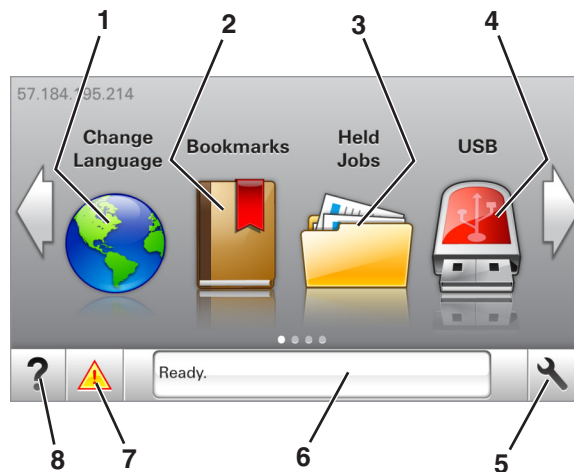 1 2 3 4
57.184.195.214
Change
Language
Bookmarks
Held
Jobs
USB
?
Ready.
8 7 6 5